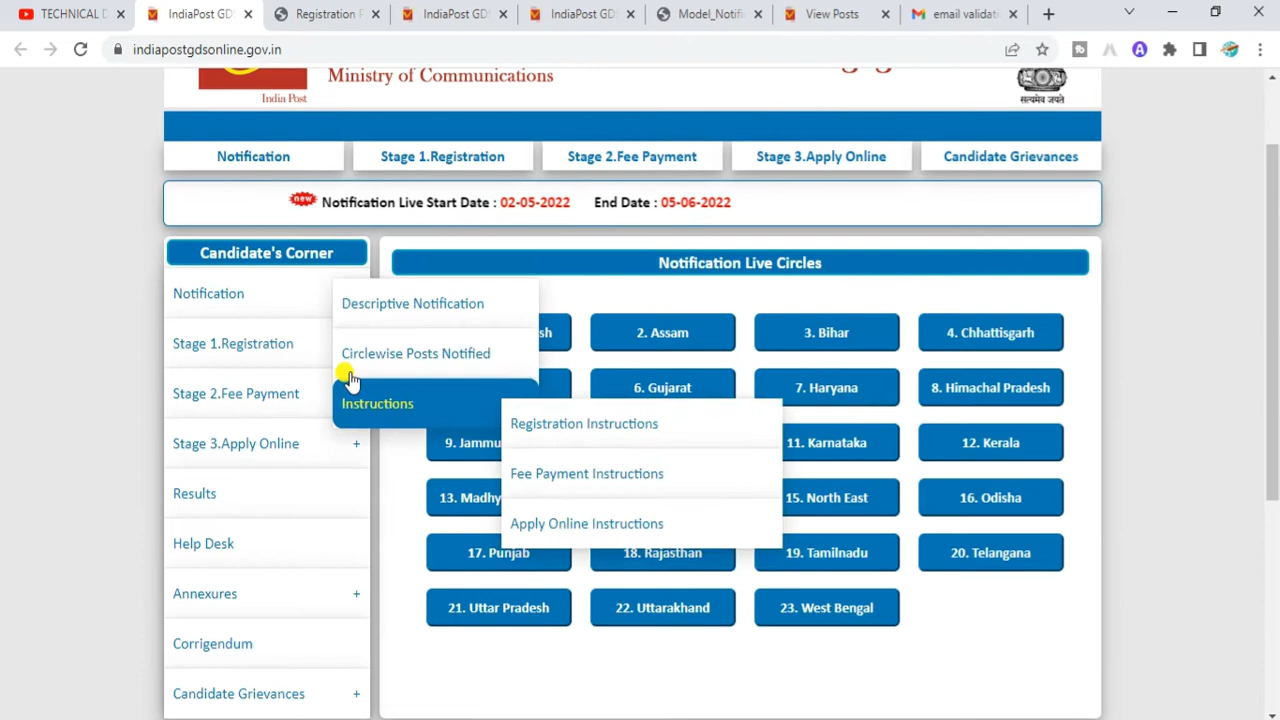 TECHNICAL D
IndiaPost GDS
Registration F
IndiaPost GDS
IndiaPost GDS
Model_Notifi
View Posts
email validati
indiapostgdsonline.gov.in
India Post
Ministry of Communications
सत्यमेव जयते
Notification
Stage 1.Registration
Stage 2.Fee Payment
Stage 3.Apply Online
Candidate Grievances
new Notification Live Start Date : 02-05-2022 End Date : 05-06-2022
Candidate's Corner
Notification
Stage 1.Registration
Stage 2.Fee Payment
Stage 3.Apply Online +
Results
Help Desk
Annexures +
Corrigendum
Candidate Grievances +
Descriptive Notification
Circlewise Posts Notified
Instructions
Registration Instructions
Fee Payment Instructions
Apply Online Instructions
Notification Live Circles
sh
2. Assam
3. Bihar
4. Chhattisgarh
6. Gujarat
7. Haryana
8. Himachal Pradesh
9. Jammu
11. Karnataka
12. Kerala
13. Madhy
15. North East
16. Odisha
17. Punjab
18. Rajasthan
19. Tamilnadu
20. Telangana
21. Uttar Pradesh
22. Uttarakhand
23. West Bengal